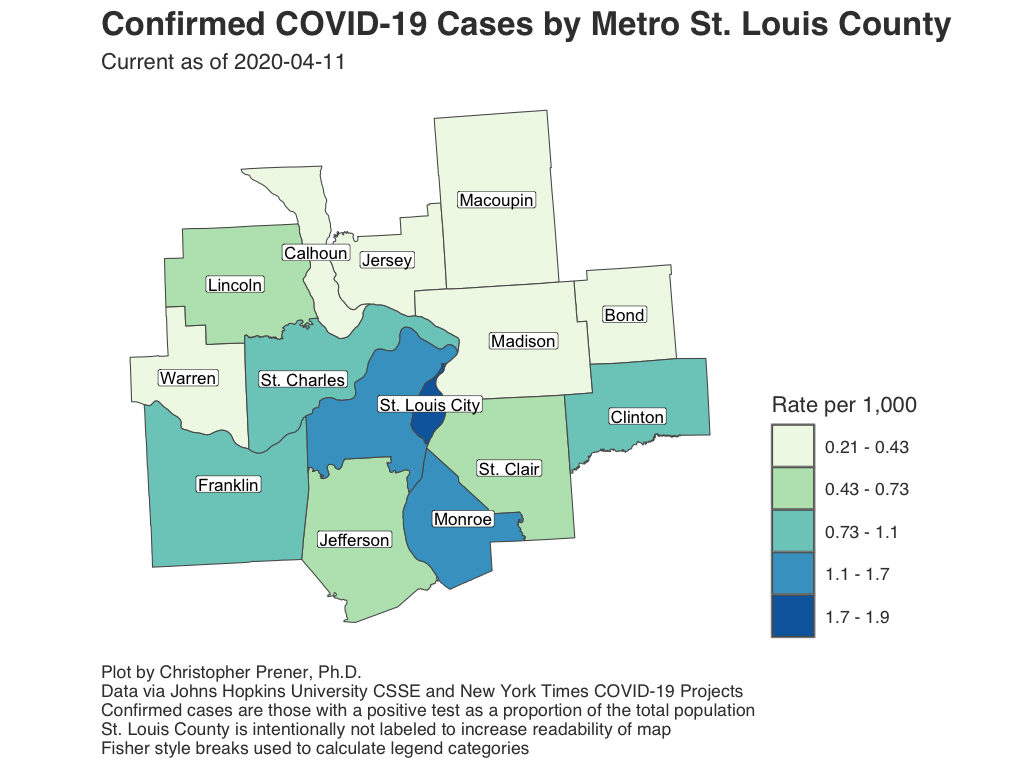 Confirmed COVID-19 Cases by Metro St. Louis County
Current as of 2020-04-11
Macoupin
Calhoun
Jersey
Lincoln
Bond
Madison
Warren
St. Charles
St. Louis City
Clinton
St. Clair
Franklin
Monroe
Jefferson
Rate per 1,000
0.21 - 0.43
0.43 - 0.73
0.73 - 1.1
1.1 - 1.7
1.7 - 1.9
Plot by Christopher Prener, Ph.D.
Data via Johns Hopkins University CSSE and New York Times COVID-19 Projects
Confirmed cases are those with a positive test as a proportion of the total population
St. Louis County is intentionally not labeled to increase readability of map
Fisher style breaks used to calculate legend categories